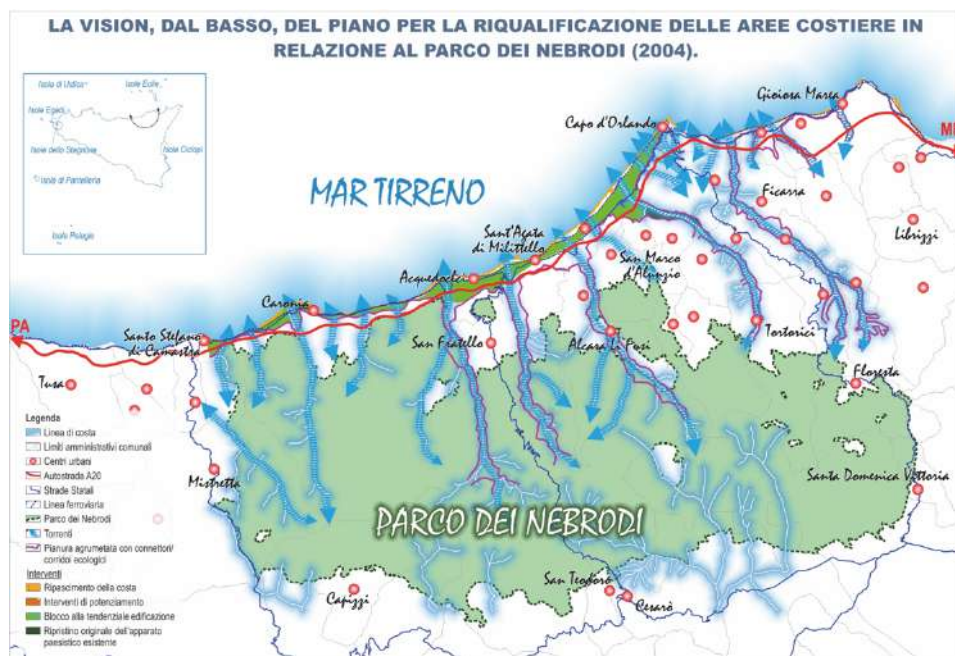 LA VISION, DAL BASSO, DEL PIANO PER LA RIQUALIFICAZIONE DELLE AREE COSTIERE IN
RELAZIONE AL PARCO DEI NEBRODI (2004).
Isola di Ustica
Isole Eolie
Isole Egadi
Isole dello Stagnone
Isole Ciclopi
Isola di Pantelleria
Isole Pelagie
MAR TIRRENO
Gioiosa Marea
Capo d'Orlando
ME
Ficarra
Librizzi
Sant'Agata
di Militello
San Marco
d'Alunzio
Acquedolci
Caronia
PA
Santo Stefano
di Camastra
San Fratello
Alcara Li Fusi
Tortorici
Tusa
Floresta
Mistretta
Santa Domenica Vittoria
PARCO DEI NEBRODI
San Teodoro
Cesarò
Capizzi
Legenda
Linea di costa
Limiti amministrativi comunali
Centri urbani
Autostrada A20
Strade Statali
Linea ferroviaria
Parco dei Nebrodi
Torrenti
Pianura agrumetata con connettori/
corridoi ecologici
Interventi
Ripascimento della costa
Interventi di potenziamento
Blocco alla tendenziale edificazione
Ripristino originale dell'apparato
paesistico esistente